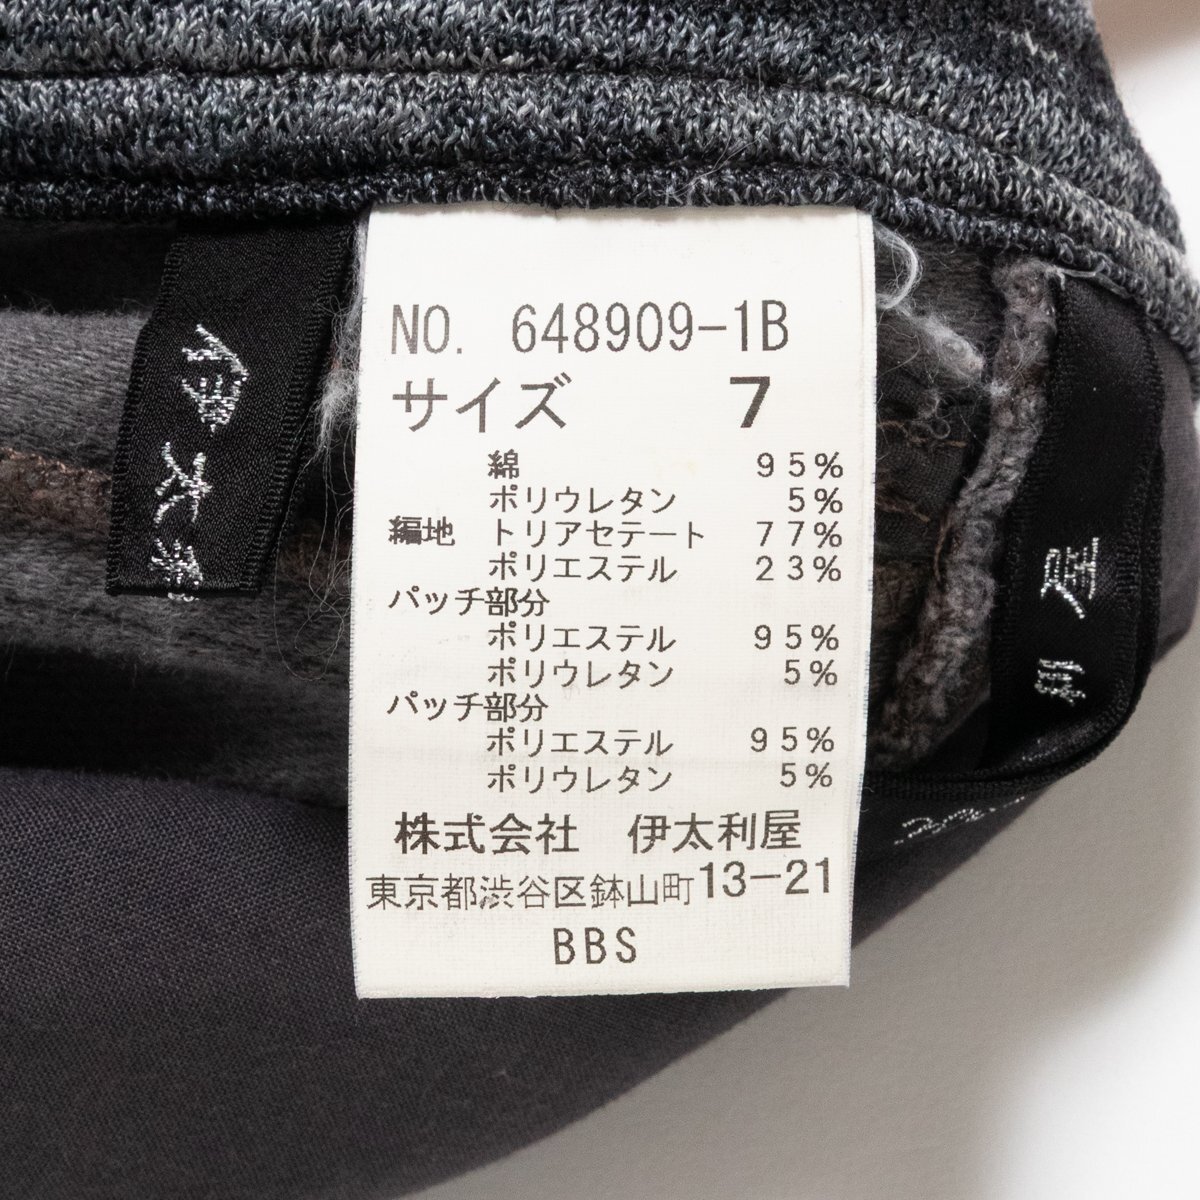 NO. 648909-1B
サイズ 7
綿 95%
ポリウレタン 5%
編地 トリアセテート 77%
ポリエステル 23%
パッチ部分
ポリエステル 95%
ポリウレタン 5%
パッチ部分
ポリエステル 95%
ポリウレタン 5%
株式会社 伊太利屋
東京都渋谷区鉢山町13-21
BBS
伊太利
屋